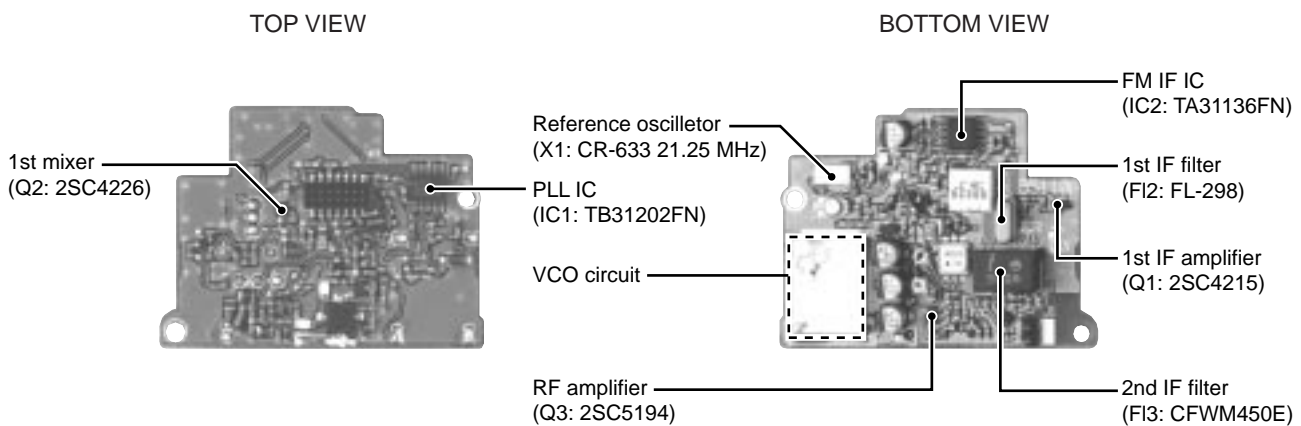 TOP VIEW
BOTTOM VIEW
1st mixer
(Q2: 2SC4226)
Reference oscilletor
(X1: CR-633 21.25 MHz)
PLL IC
(IC1: TB31202FN)
VCO circuit
RF amplifier
(Q3: 2SC5194)
FM IF IC
(IC2: TA31136FN)
1st IF filter
(FI2: FL-298)
1st IF amplifier
(Q1: 2SC4215)
2nd IF filter
(FI3: CFWM450E)